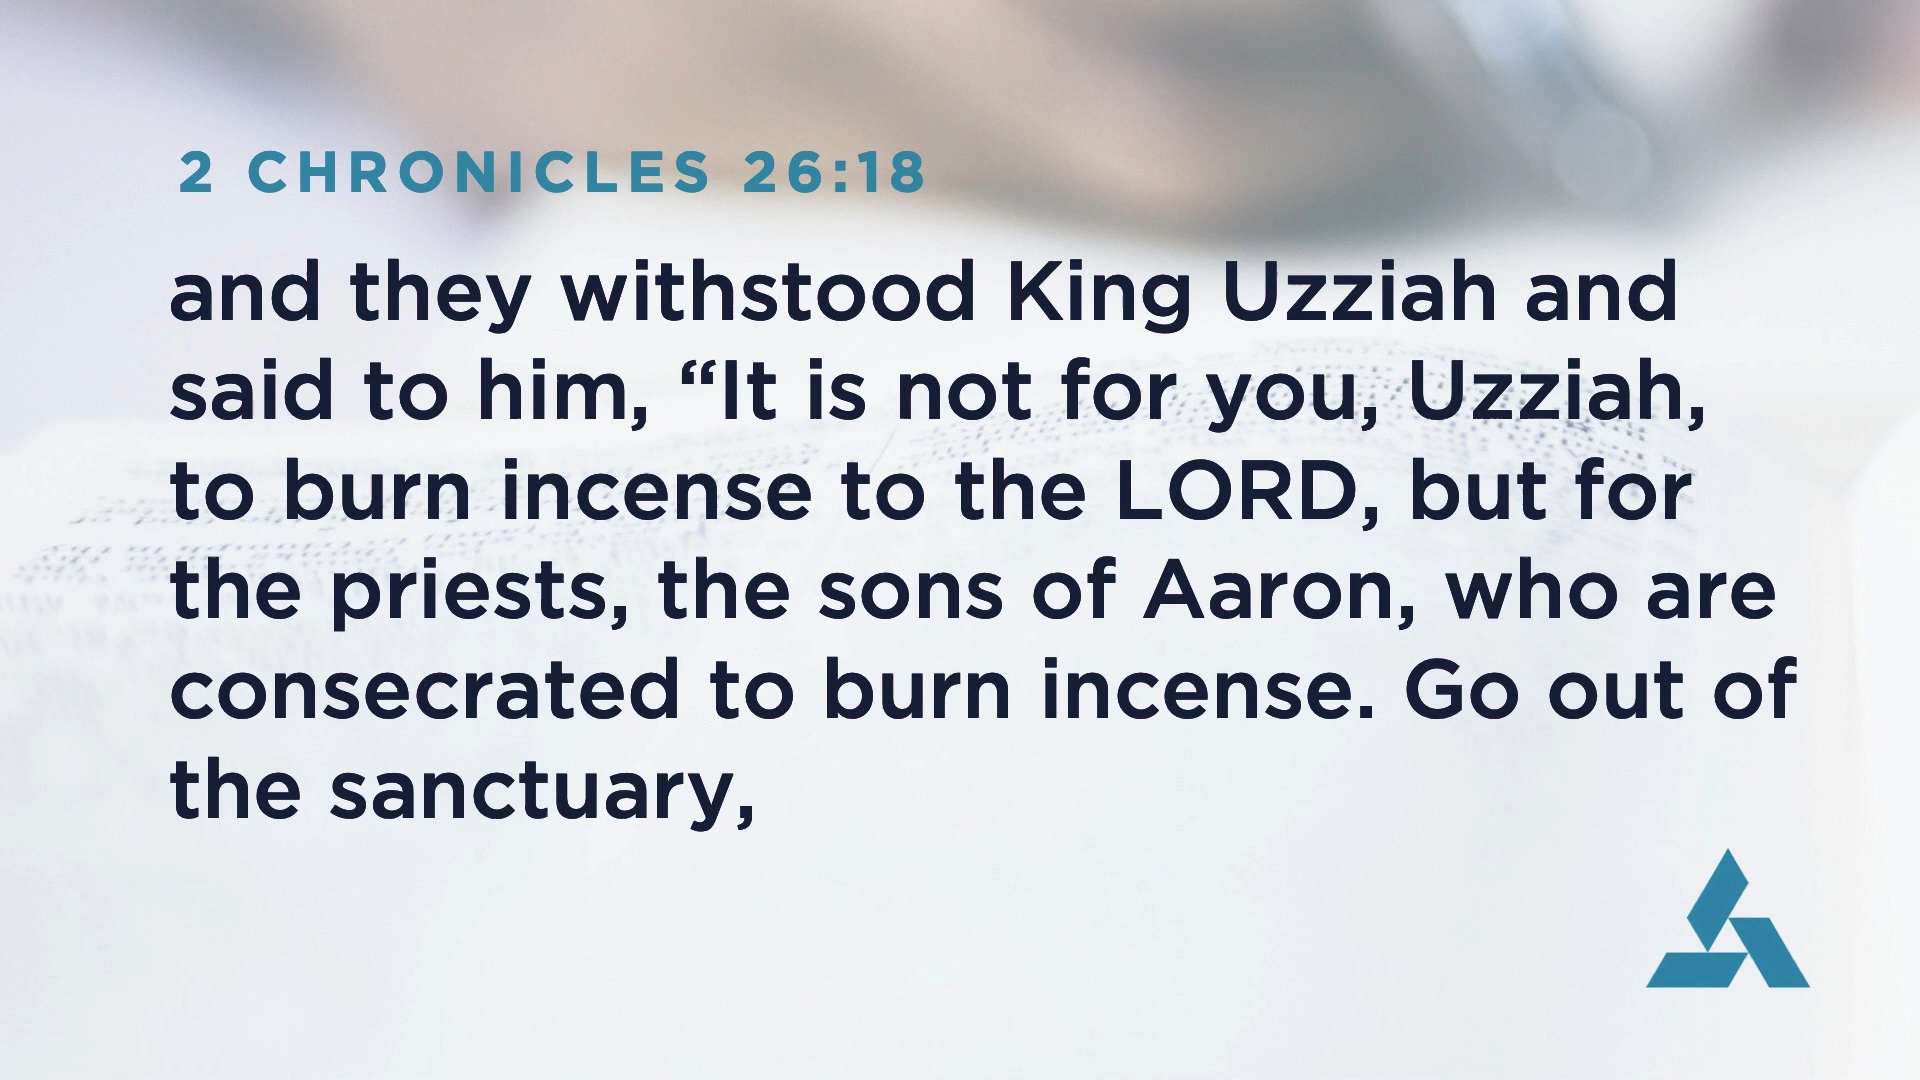 2 CHRONICLES 26:18
and they withstood King Uzziah and
said to him, “It is not for you, Uzziah,
to burn incense to the LORD, but for
the priests, the sons of Aaron, who are
consecrated to burn incense. Go out of
the sanctuary,